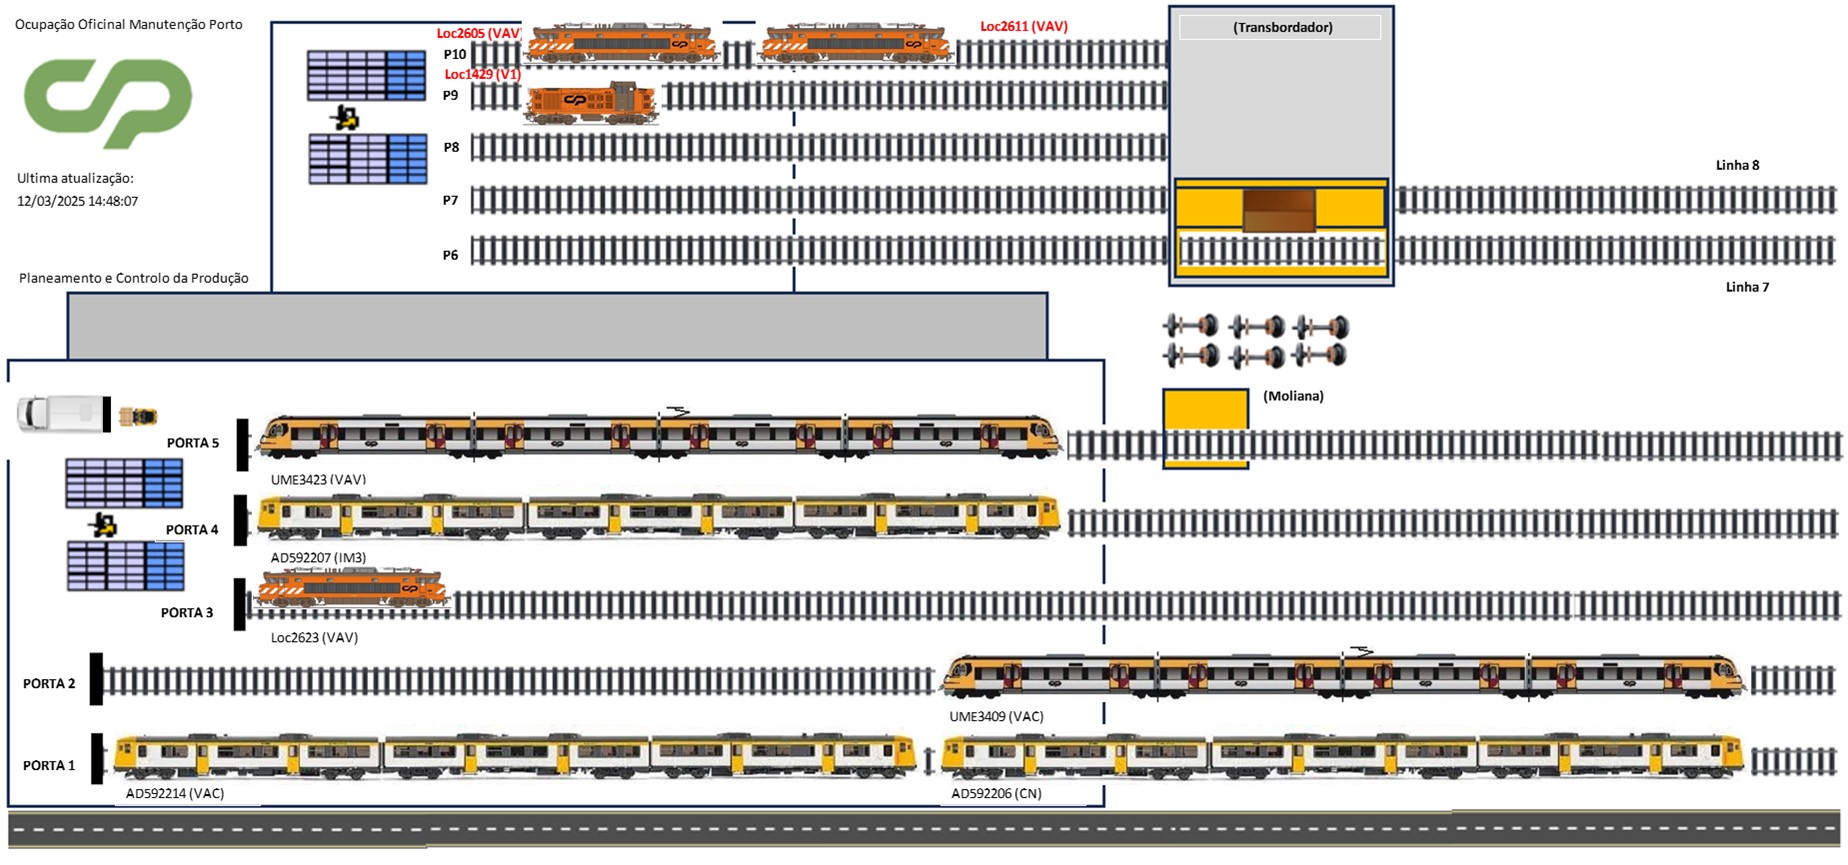 Ocupação Oficinal Manutenção Porto
CP
Ultima atualização:
12/03/2025 14:48:07
Planeamento e Controlo da Produção
Loc2605 (VAV)
Loc2611 (VAV)
(Transbordador)
P10
Loc1429 (V1)
P9
P8
P7
P6
Linha 8
Linha 7
(Moliana)
PORTA 5
UME3423 (VAV)
PORTA 4
AD592207 (IM3)
PORTA 3
Loc2623 (VAV)
PORTA 2
UME3409 (VAC)
PORTA 1
AD592214 (VAC)
AD592206 (CN)